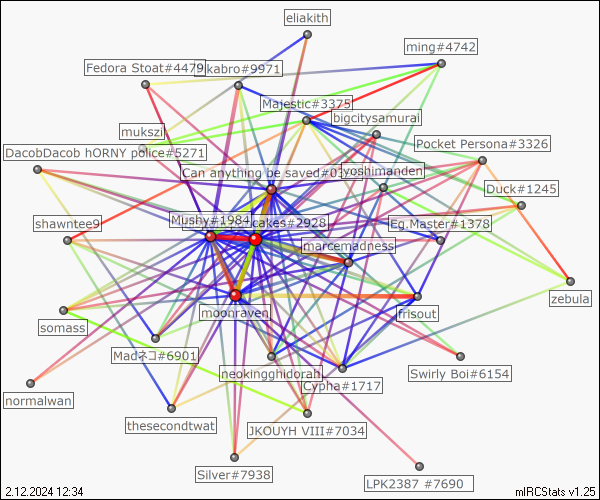 eliakith
ming#4742
Fedora Stoat#4479
kabro#9971
Majestic#3375
bigcitysamurai
mukszi
Pocket Persona#3326
DacobDacob hORNY police#5271
Can anything be saved#03
yoshimanden
Duck#1245
shawntee9
Mushy#1984
cakes#2928
Eg.Master#1378
marcemadness
zebula
moonraven
frisout
somass
Madネコ#6901
neokingghidorah
Swirly Boi#6154
Cypha#1717
normalwan
thesecondtwat
JKOUYH VIII#7034
Silver#7938
LPK2387 #7690
2.12.2024 12:34
mIRCStats v1.25